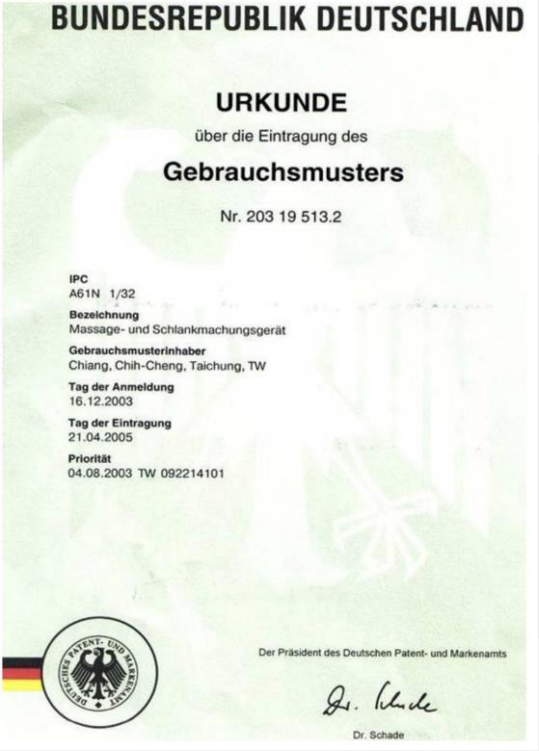 BUNDESREPUBLIK DEUTSCHLAND
URKUNDE
über die Eintragung des
Gebrauchsmusters
Nr. 203 19 513.2
IPC
A61N 1/32
Bezeichnung
Massage- und Schlankmachungsgerät
Gebrauchsmusterinhaber
Chiang, Chih-Cheng, Taichung, TW
Tag der Anmeldung
16.12.2003
Tag der Eintragung
21.04.2005
Priorität
04.08.2003 TW 092214101
DEUTSCHES PATENT- UND MARKENAMT
Der Präsident des Deutschen Patent- und Markenamts
Dr. Schade
Dr. Schade